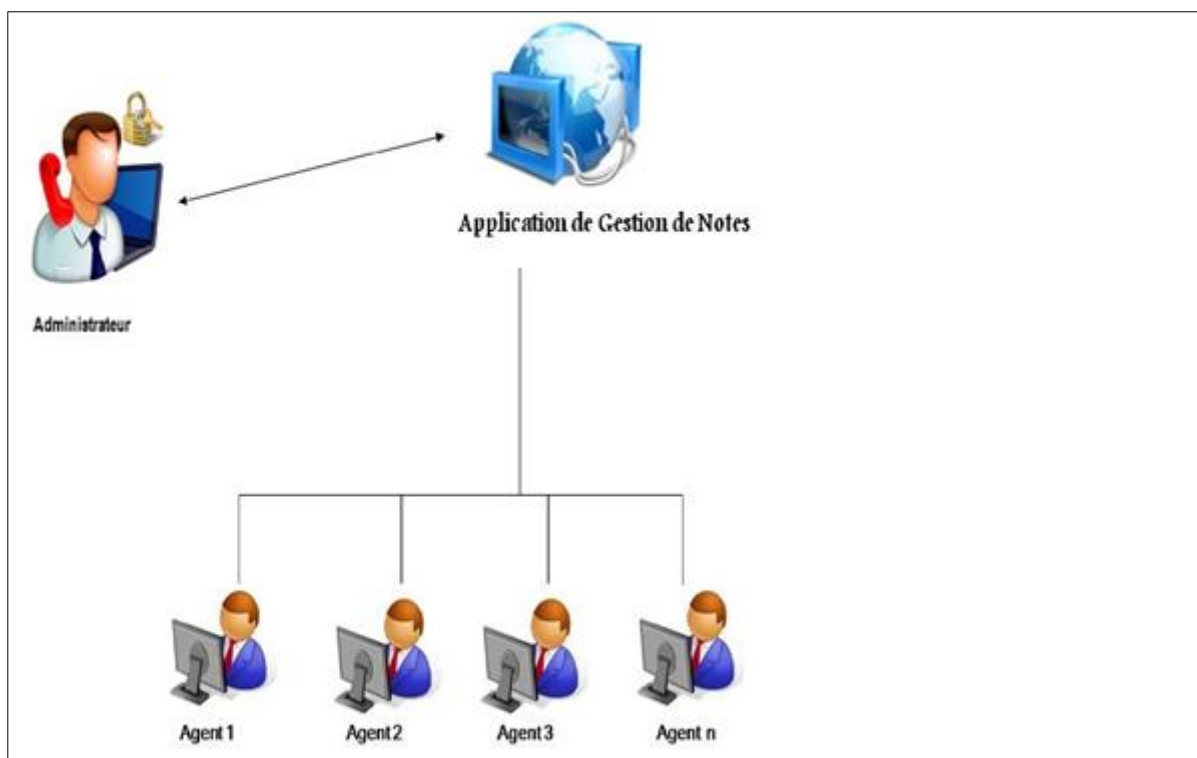 Application de Gestion de Notes
Administrateur
Agent 1
Agent 2
Agent 3
Agent n